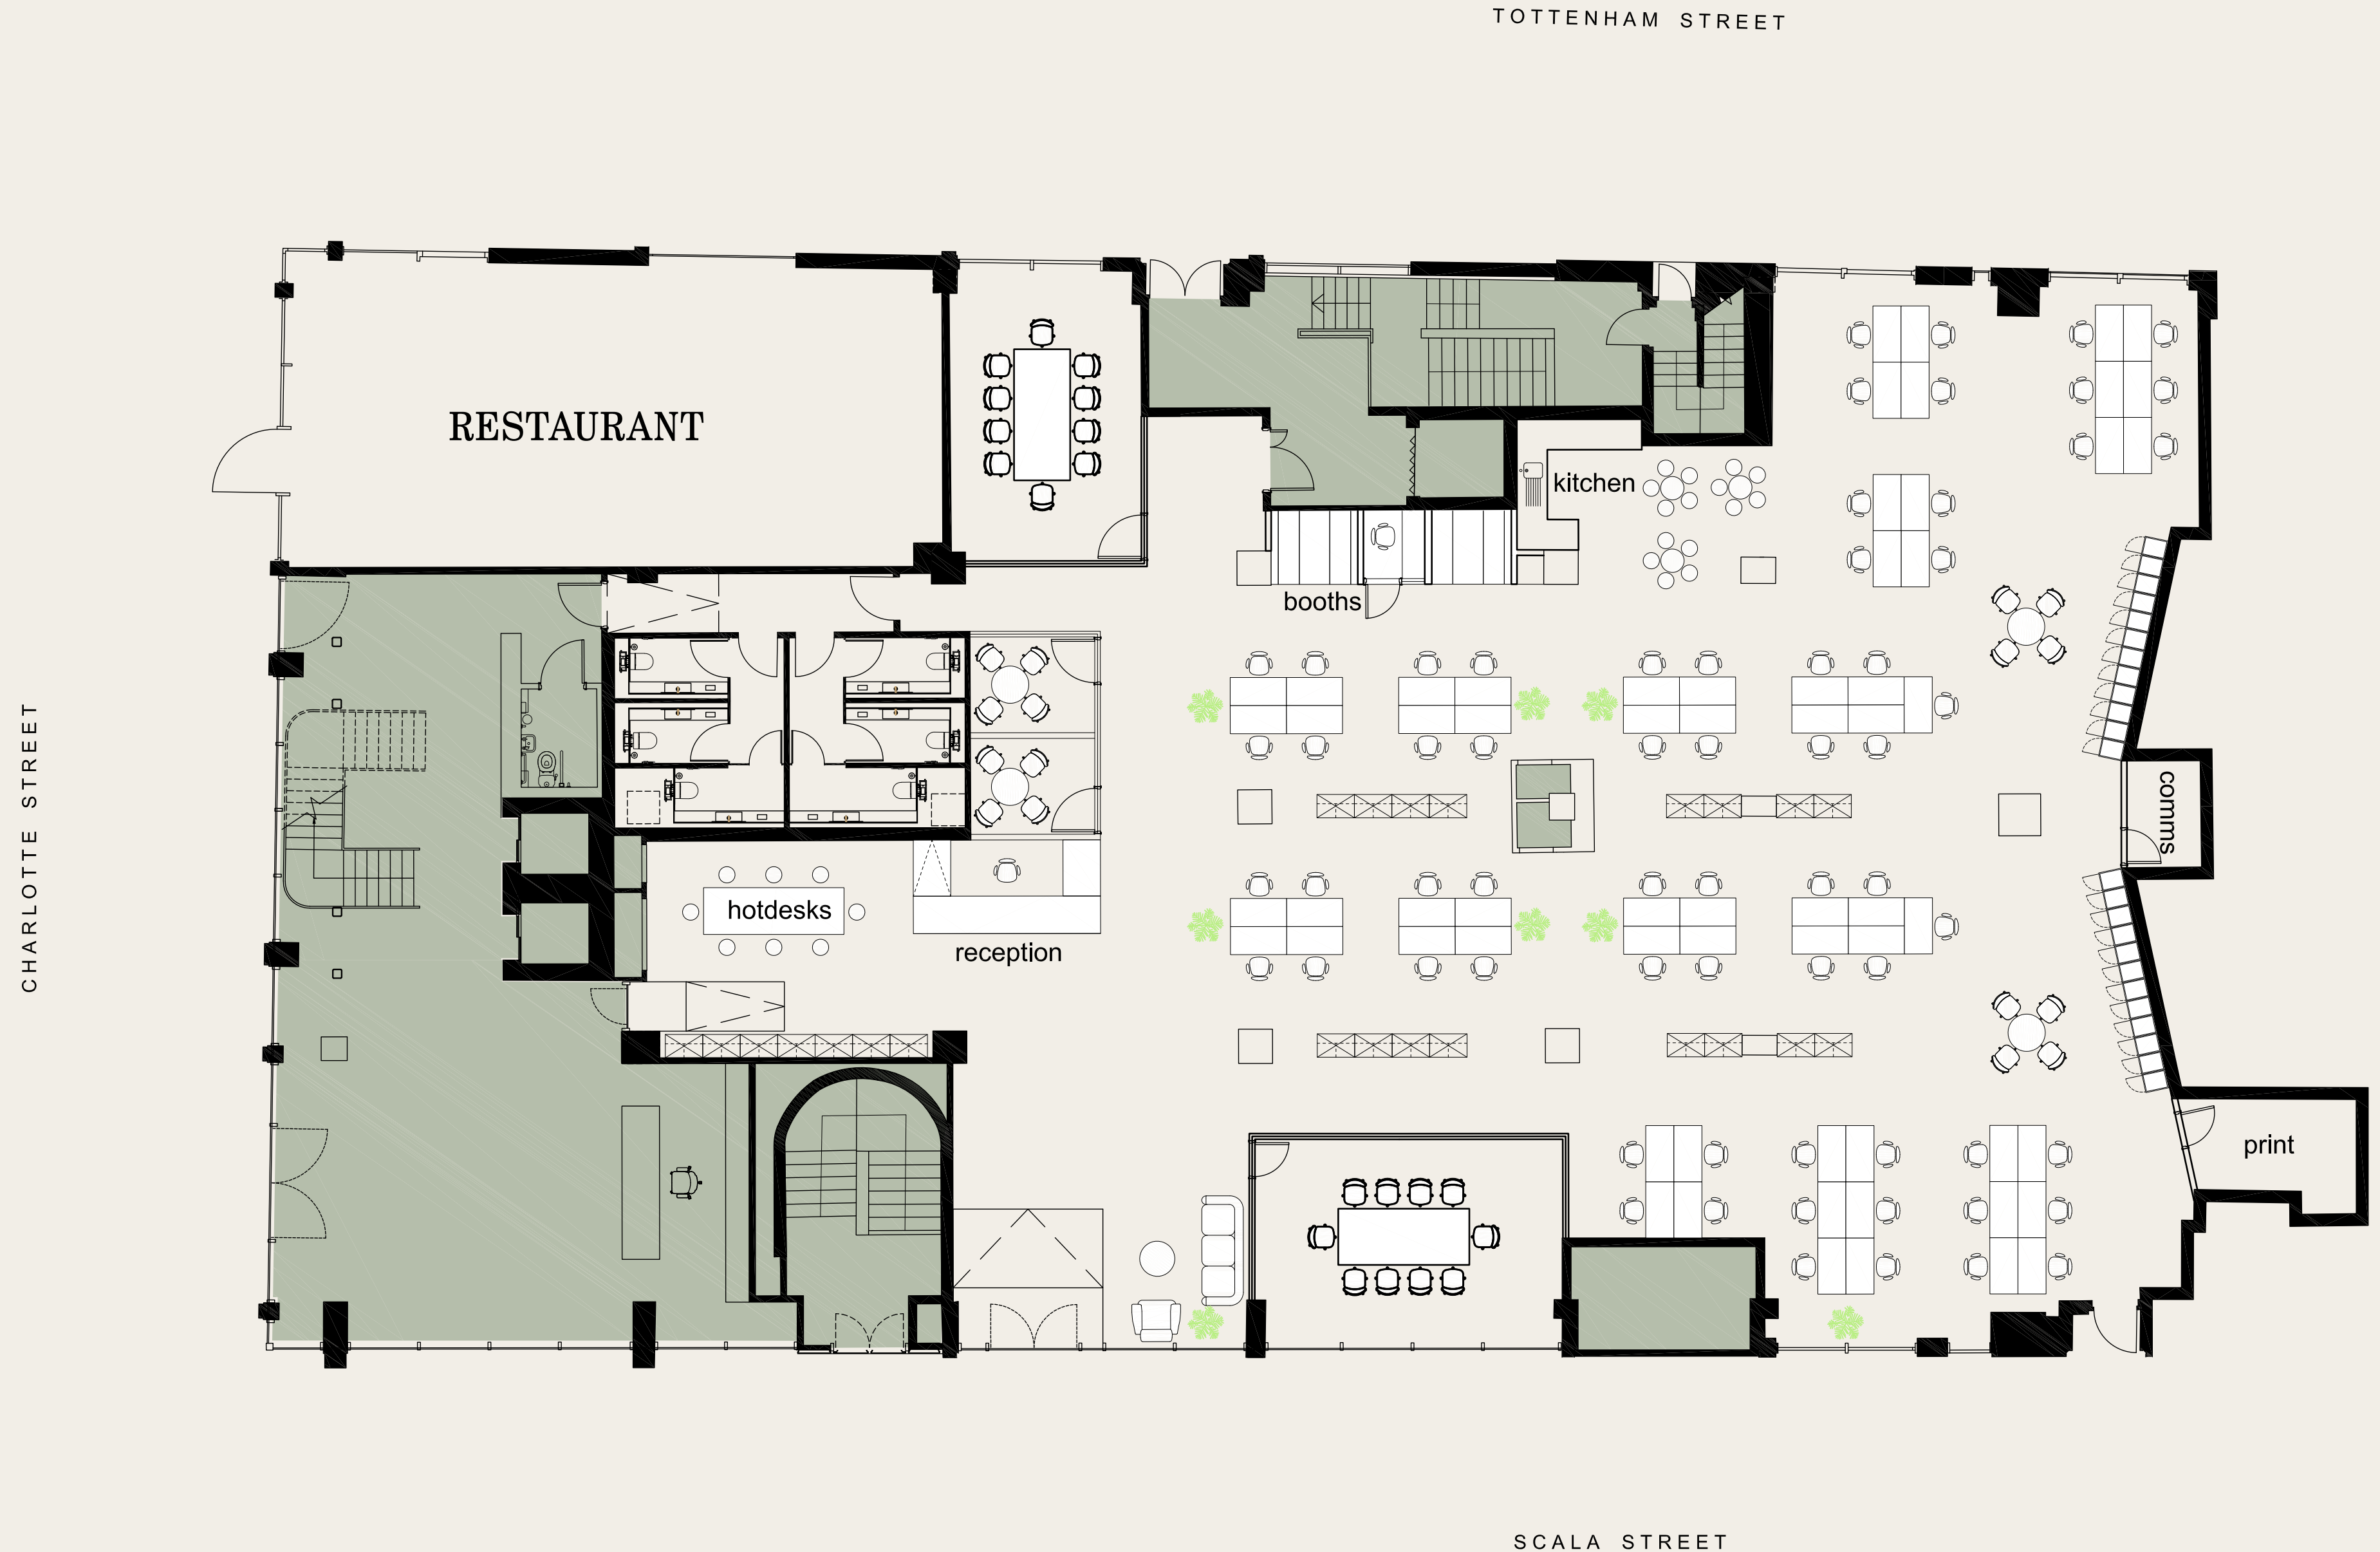 TOTTENHAM STREET
RESTAURANT
kitchen
booths
CHARLOTTE STREET
comms
hotdesks
reception
print
SCALA STREET